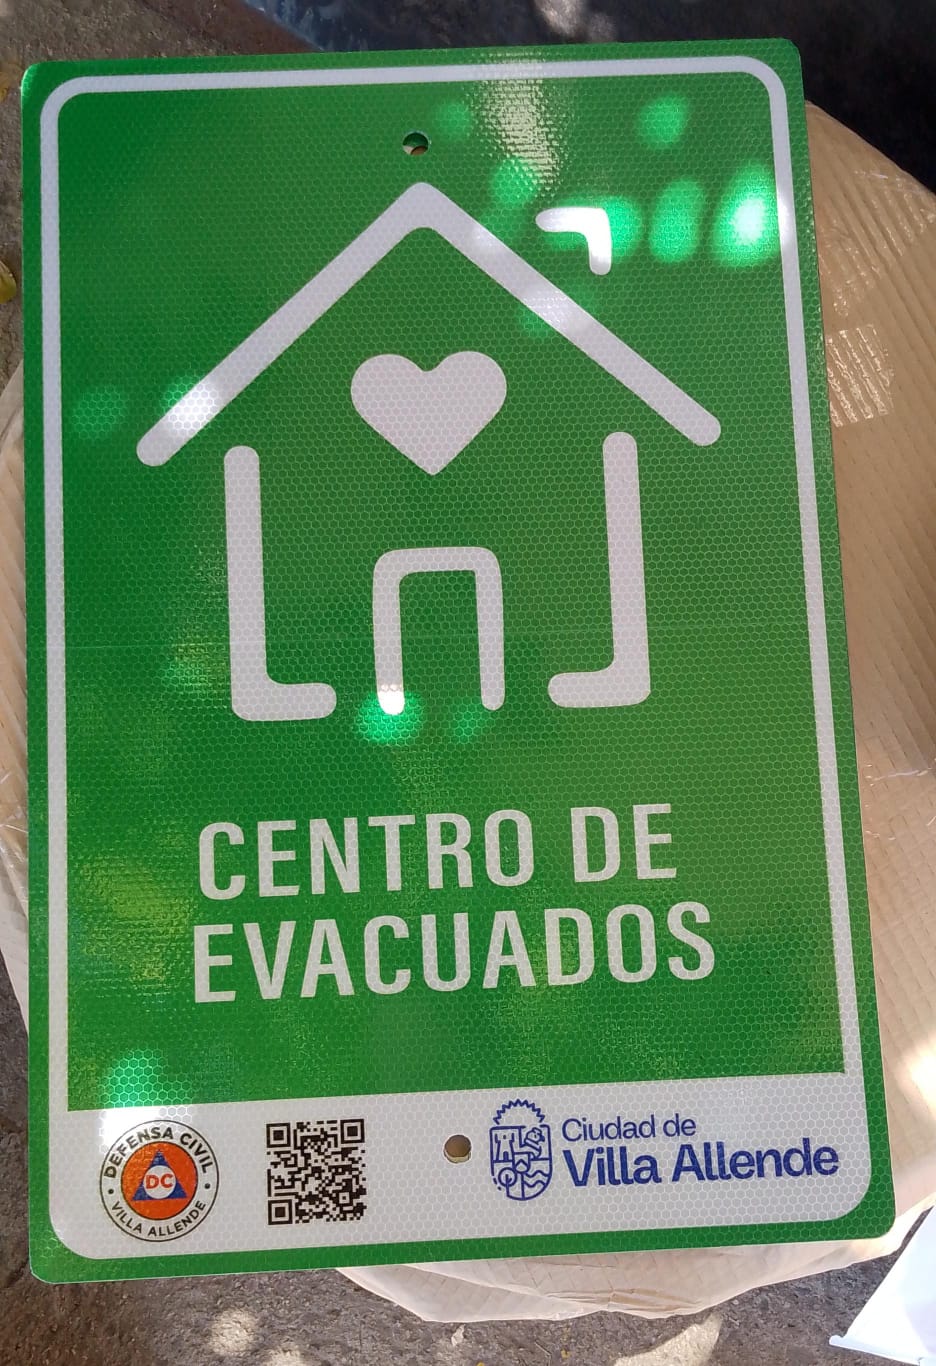 CENTRO DE
EVACUADOS
DEFENSA CIVIL
DC
VILLA ALLENDE
Ciudad de
Villa Allende